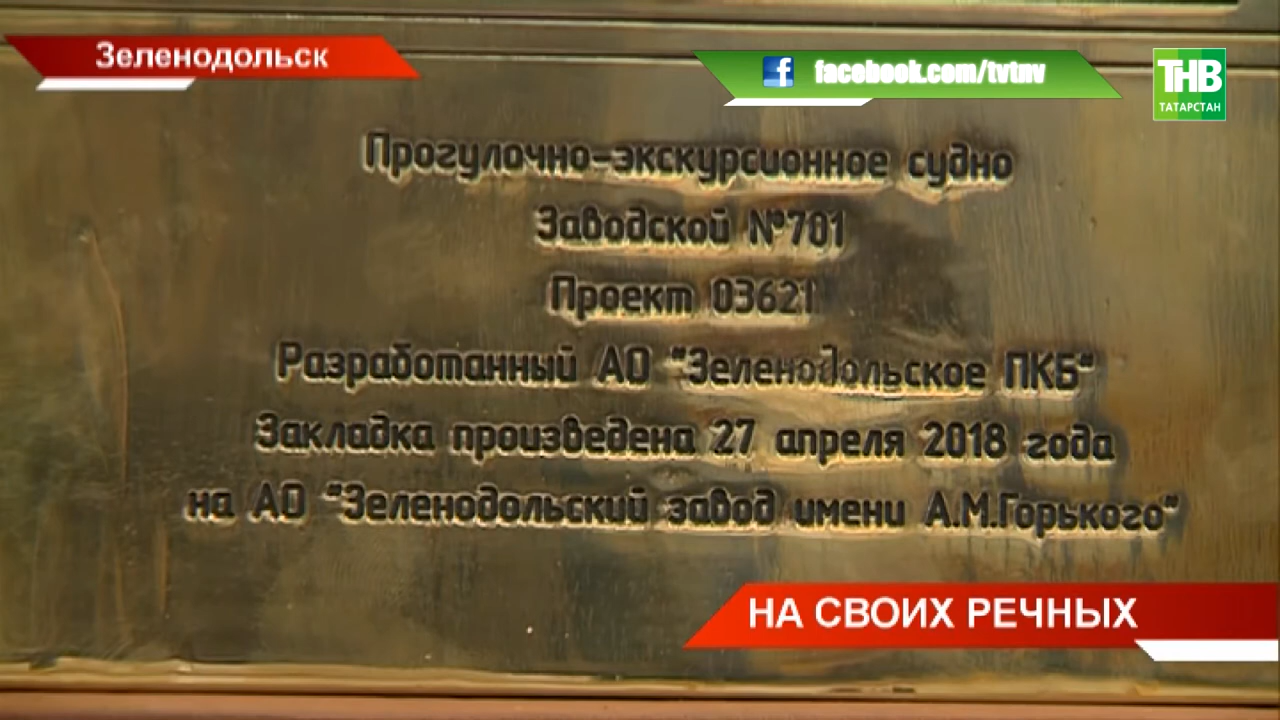 Зеленодольск
facebook.com/tvtnv
ТНВ
ТАТАРСТАН
Прогулочно-экскурсионное судно
Заводской №701
Проект 03621
Разработанный АО "Зеленодольское ПКБ"
Закладка произведена 27 апреля 2018 года
на АО "Зеленодольский завод имени А.М.Горького"
НА СВОИХ РЕЧНЫХ